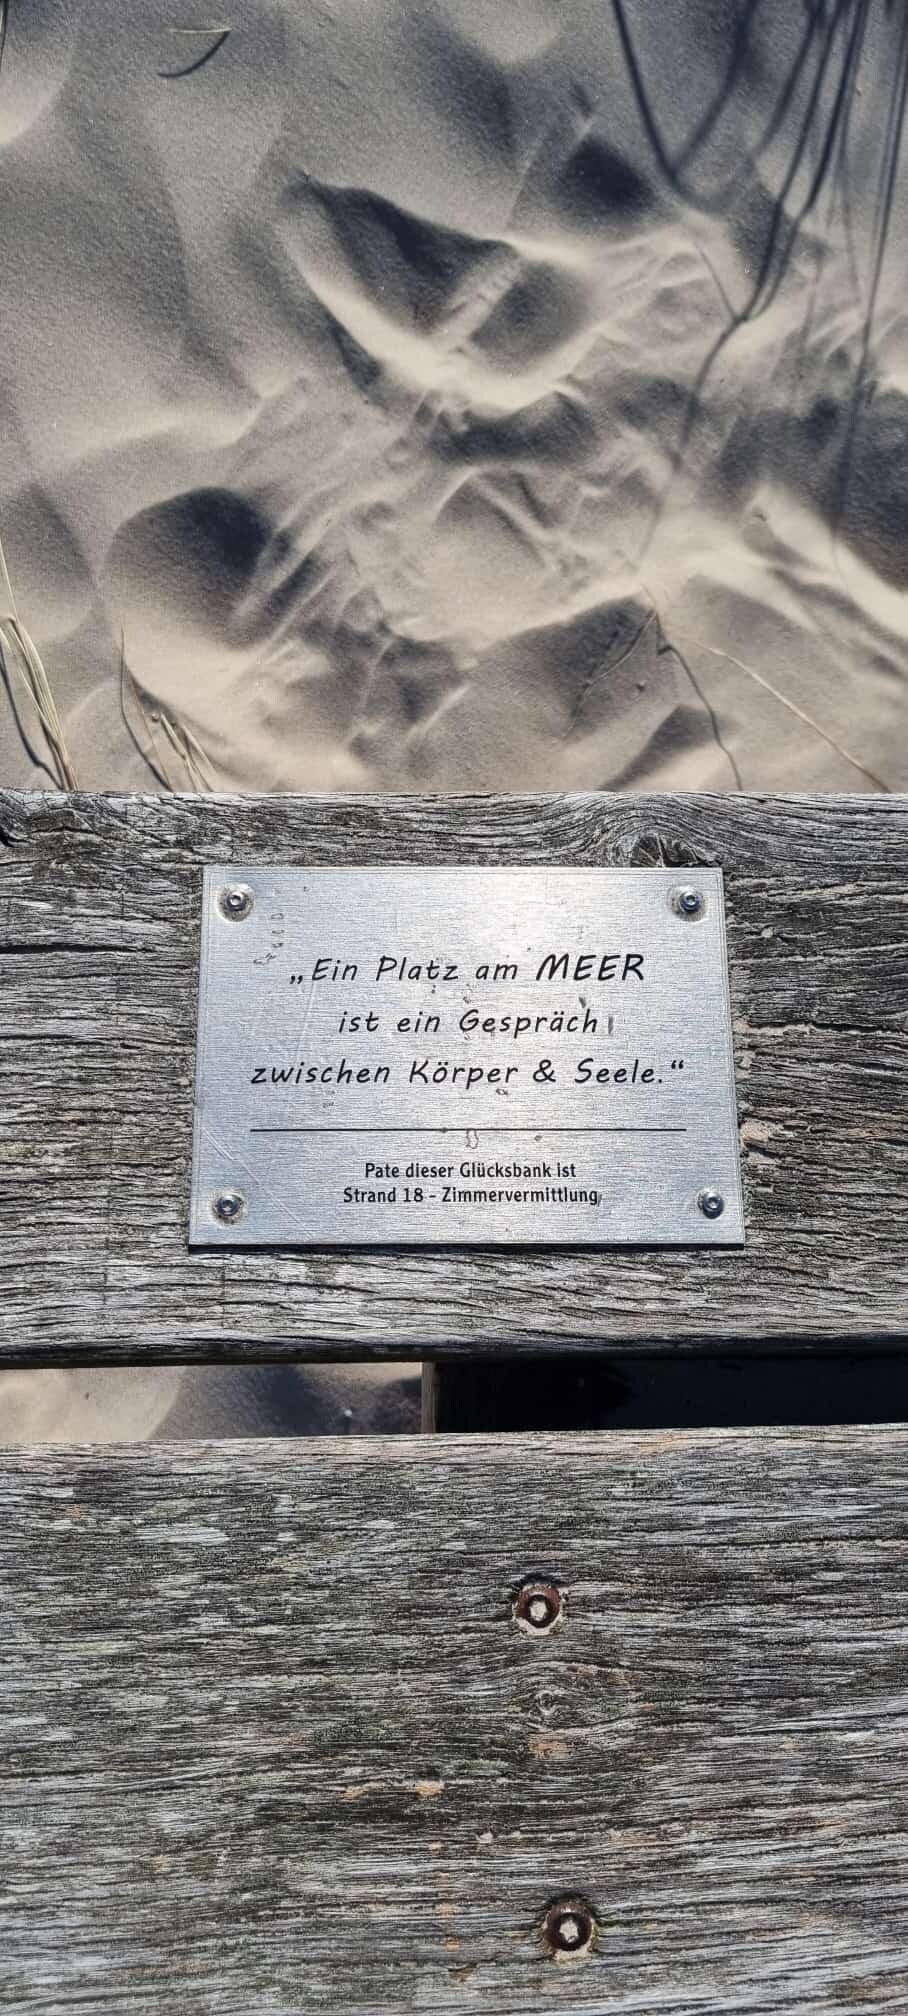 „Ein Platz am MEER
ist ein Gespräch
zwischen Körper & Seele.“
Pate dieser Glücksbank ist
Strand 18 - Zimmervermittlung